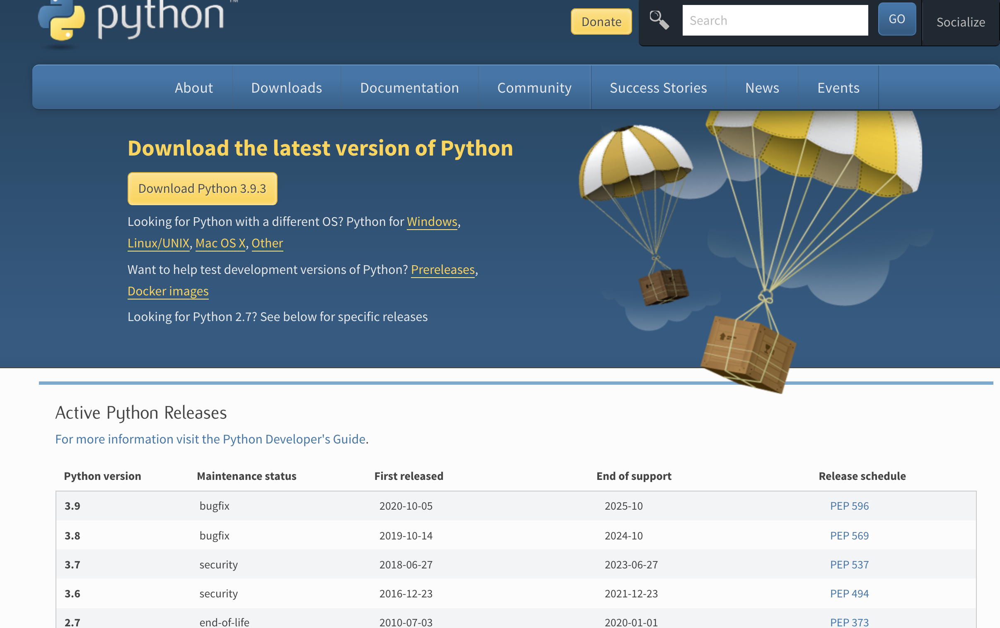 python™
Donate
Search
GO
Socialize
About Downloads Documentation Community Success Stories News Events
Download the latest version of Python
Download Python 3.9.3
Looking for Python with a different OS? Python for Windows,
Linux/UNIX, Mac OS X, Other
Want to help test development versions of Python? Prereleases,
Docker images
Looking for Python 2.7? See below for specific releases
Active Python Releases
For more information visit the Python Developer's Guide.
Python version Maintenance status First released End of support Release schedule
3.9 bugfix 2020-10-05 2025-10 PEP 596
3.8 bugfix 2019-10-14 2024-10 PEP 569
3.7 security 2018-06-27 2023-06-27 PEP 537
3.6 security 2016-12-23 2021-12-23 PEP 494
2.7 end-of-life 2010-07-03 2020-01-01 PEP 373